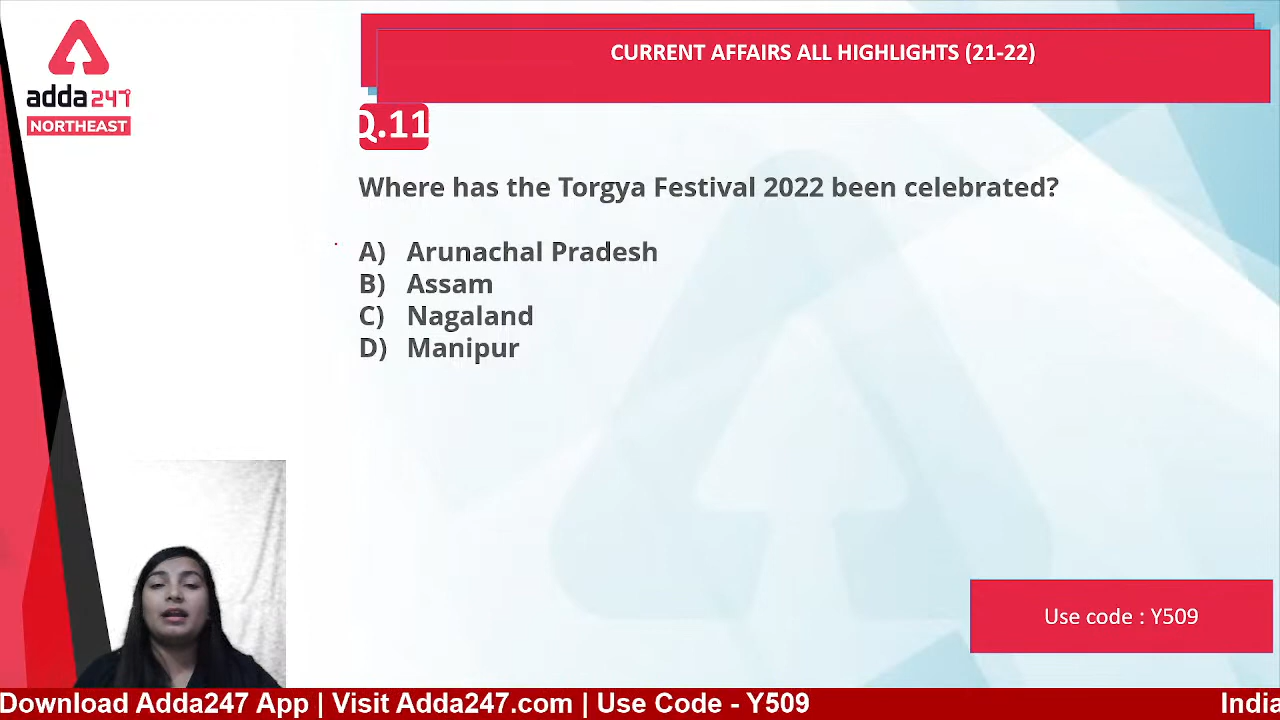 adda247
NORTHEAST
CURRENT AFFAIRS ALL HIGHLIGHTS (21-22)
Q.11
Where has the Torgya Festival 2022 been celebrated?
A) Arunachal Pradesh
B) Assam
C) Nagaland
D) Manipur
Use code : Y509
Download Adda247 App | Visit Adda247.com | Use Code - Y509 India